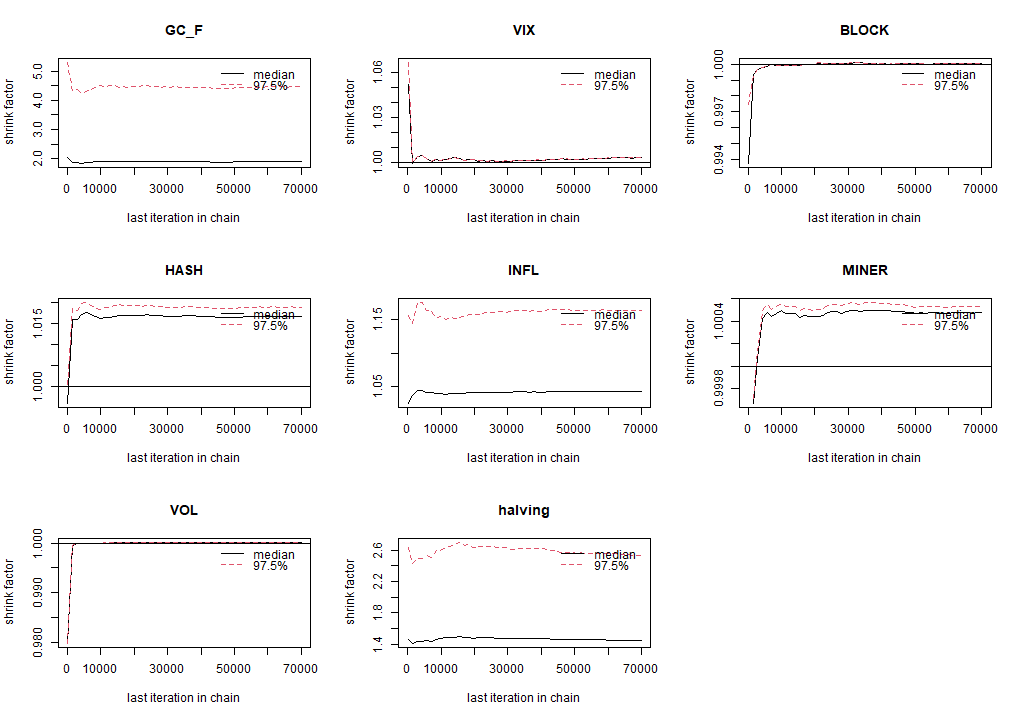 GC_F
shrink factor
5.0
4.0
3.0
2.0
median
97.5%
0 10000 30000 50000 70000
last iteration in chain
VIX
shrink factor
1.06
1.03
1.00
median
97.5%
0 10000 30000 50000 70000
last iteration in chain
BLOCK
shrink factor
1.000
0.997
0.994
median
97.5%
0 10000 30000 50000 70000
last iteration in chain
HASH
shrink factor
1.015
1.000
median
97.5%
0 10000 30000 50000 70000
last iteration in chain
INFL
shrink factor
1.15
1.05
median
97.5%
0 10000 30000 50000 70000
last iteration in chain
MINER
shrink factor
1.0004
0.9998
median
97.5%
0 10000 30000 50000 70000
last iteration in chain
VOL
shrink factor
1.000
0.990
0.980
median
97.5%
0 10000 30000 50000 70000
last iteration in chain
halving
shrink factor
2.6
2.2
1.8
1.4
median
97.5%
0 10000 30000 50000 70000
last iteration in chain